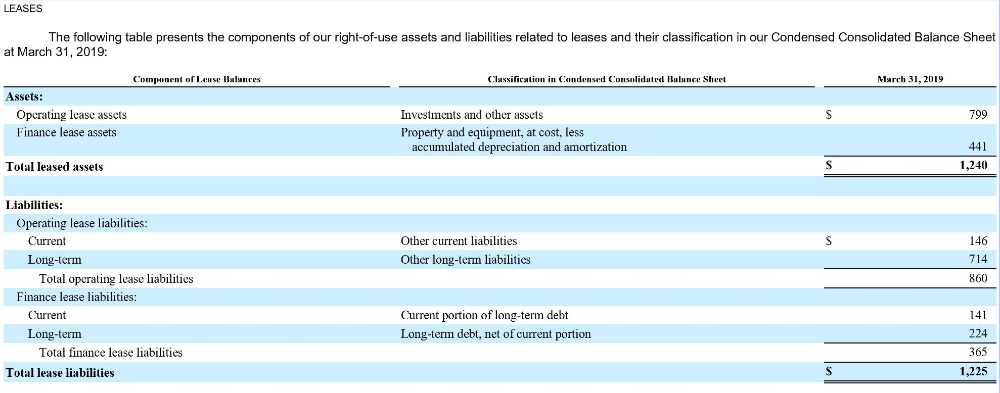 LEASES
The following table presents the components of our right-of-use assets and liabilities related to leases and their classification in our Condensed Consolidated Balance Sheet
at March 31, 2019:
Component of Lease Balances Classification in Condensed Consolidated Balance Sheet March 31, 2019
Assets:
Operating lease assets Investments and other assets $ 799
Finance lease assets Property and equipment, at cost, less
accumulated depreciation and amortization 441
Total leased assets $ 1,240
Liabilities:
Operating lease liabilities:
Current Other current liabilities $ 146
Long-term Other long-term liabilities 714
Total operating lease liabilities 860
Finance lease liabilities:
Current Current portion of long-term debt 141
Long-term Long-term debt, net of current portion 224
Total finance lease liabilities 365
Total lease liabilities $ 1,225